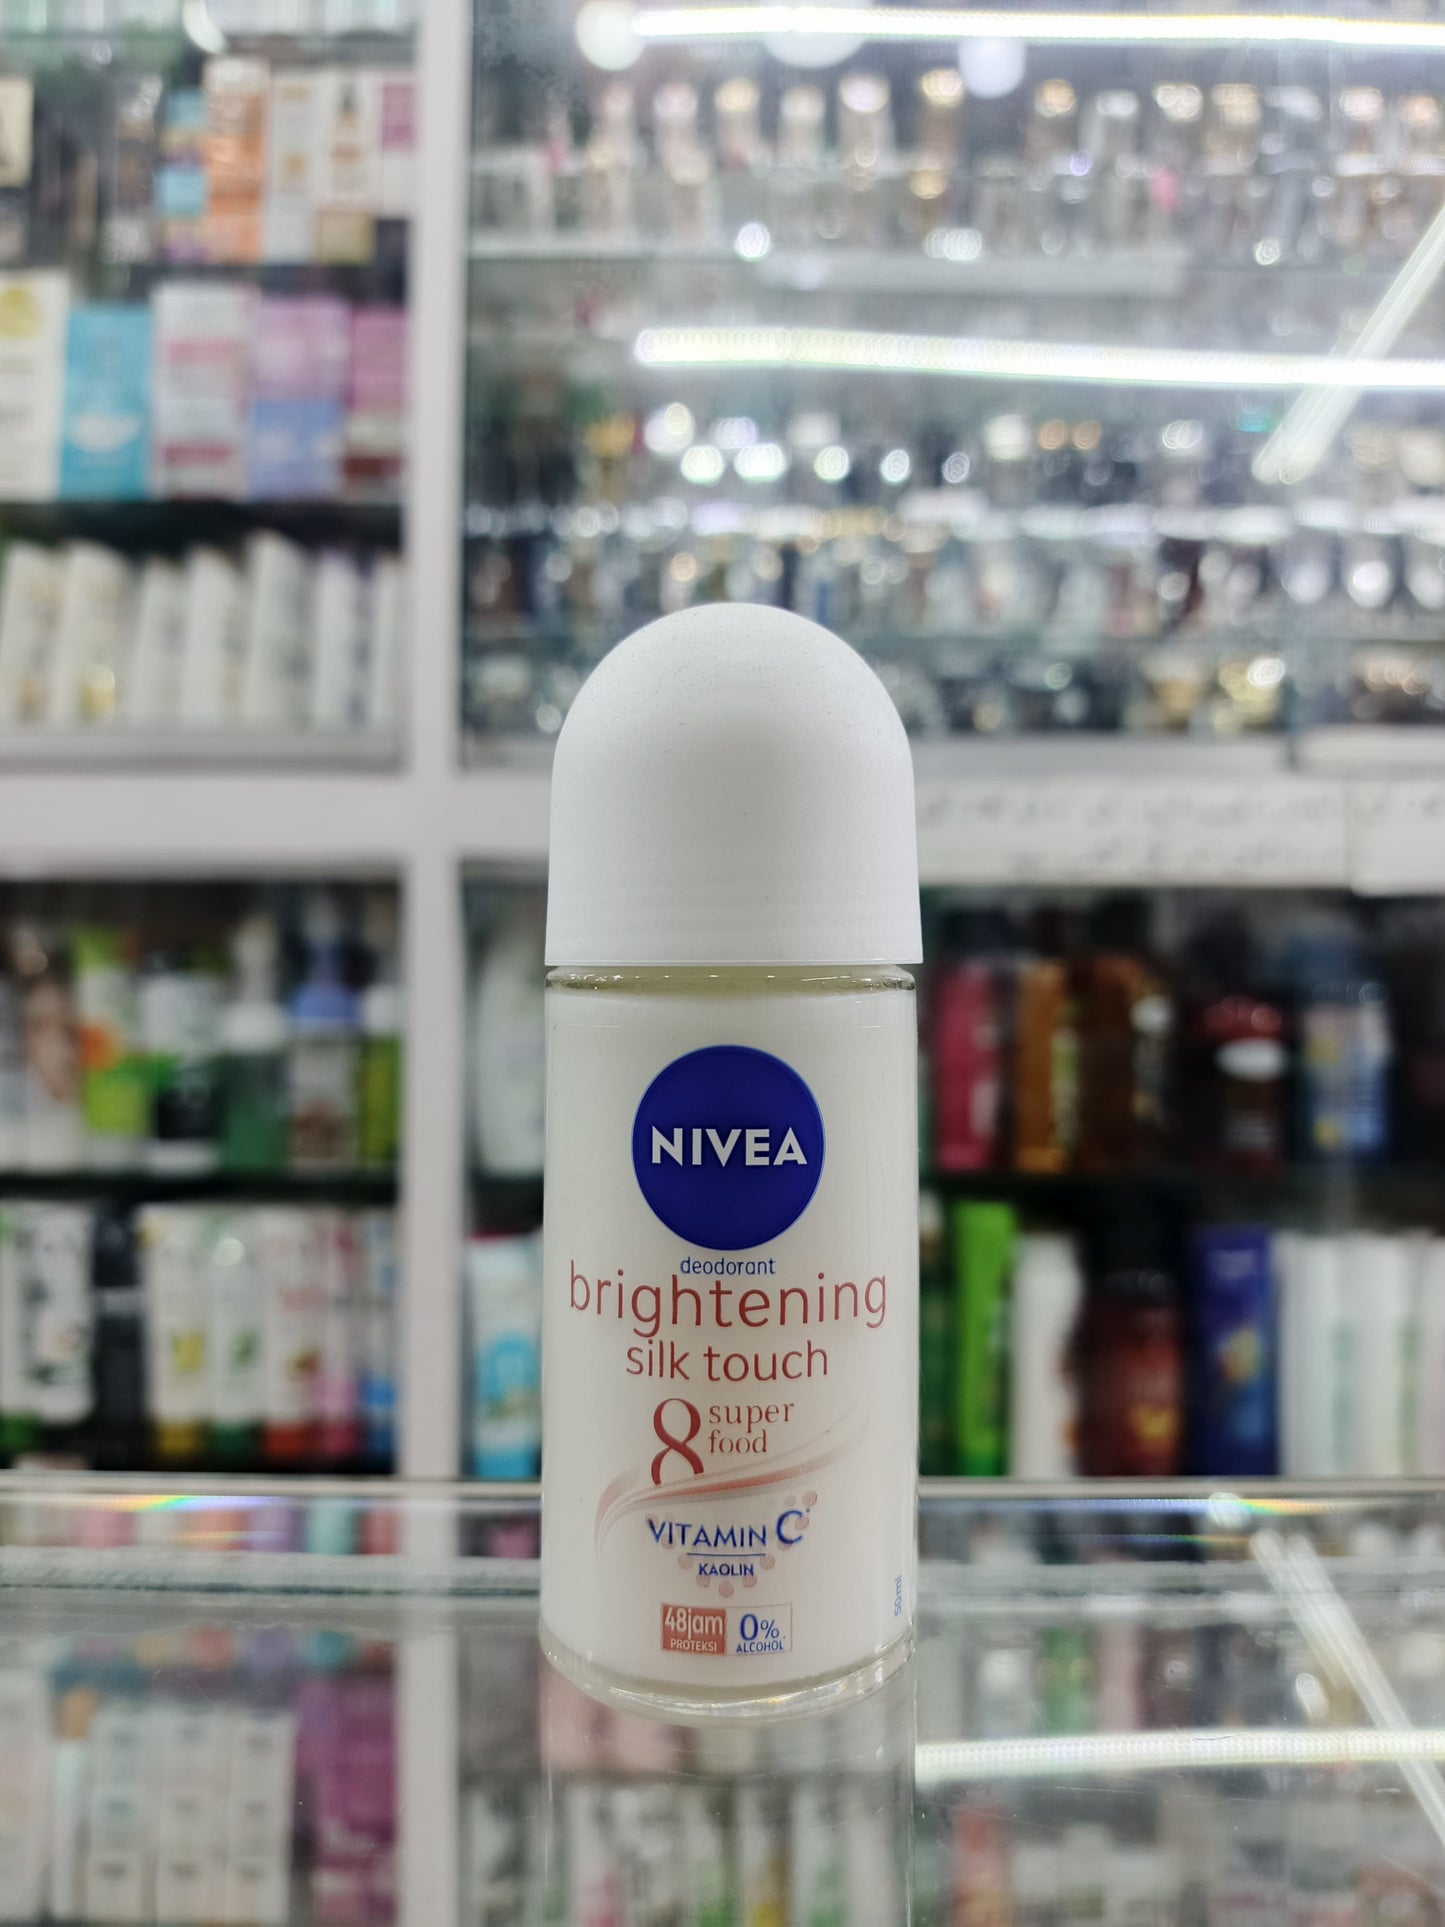 NIVEA
deodorant
brightening
silk touch
8 super
food
VITAMIN C*
KAOLIN
48jam
PROTEKSI
0%
ALCOHOL
50ml